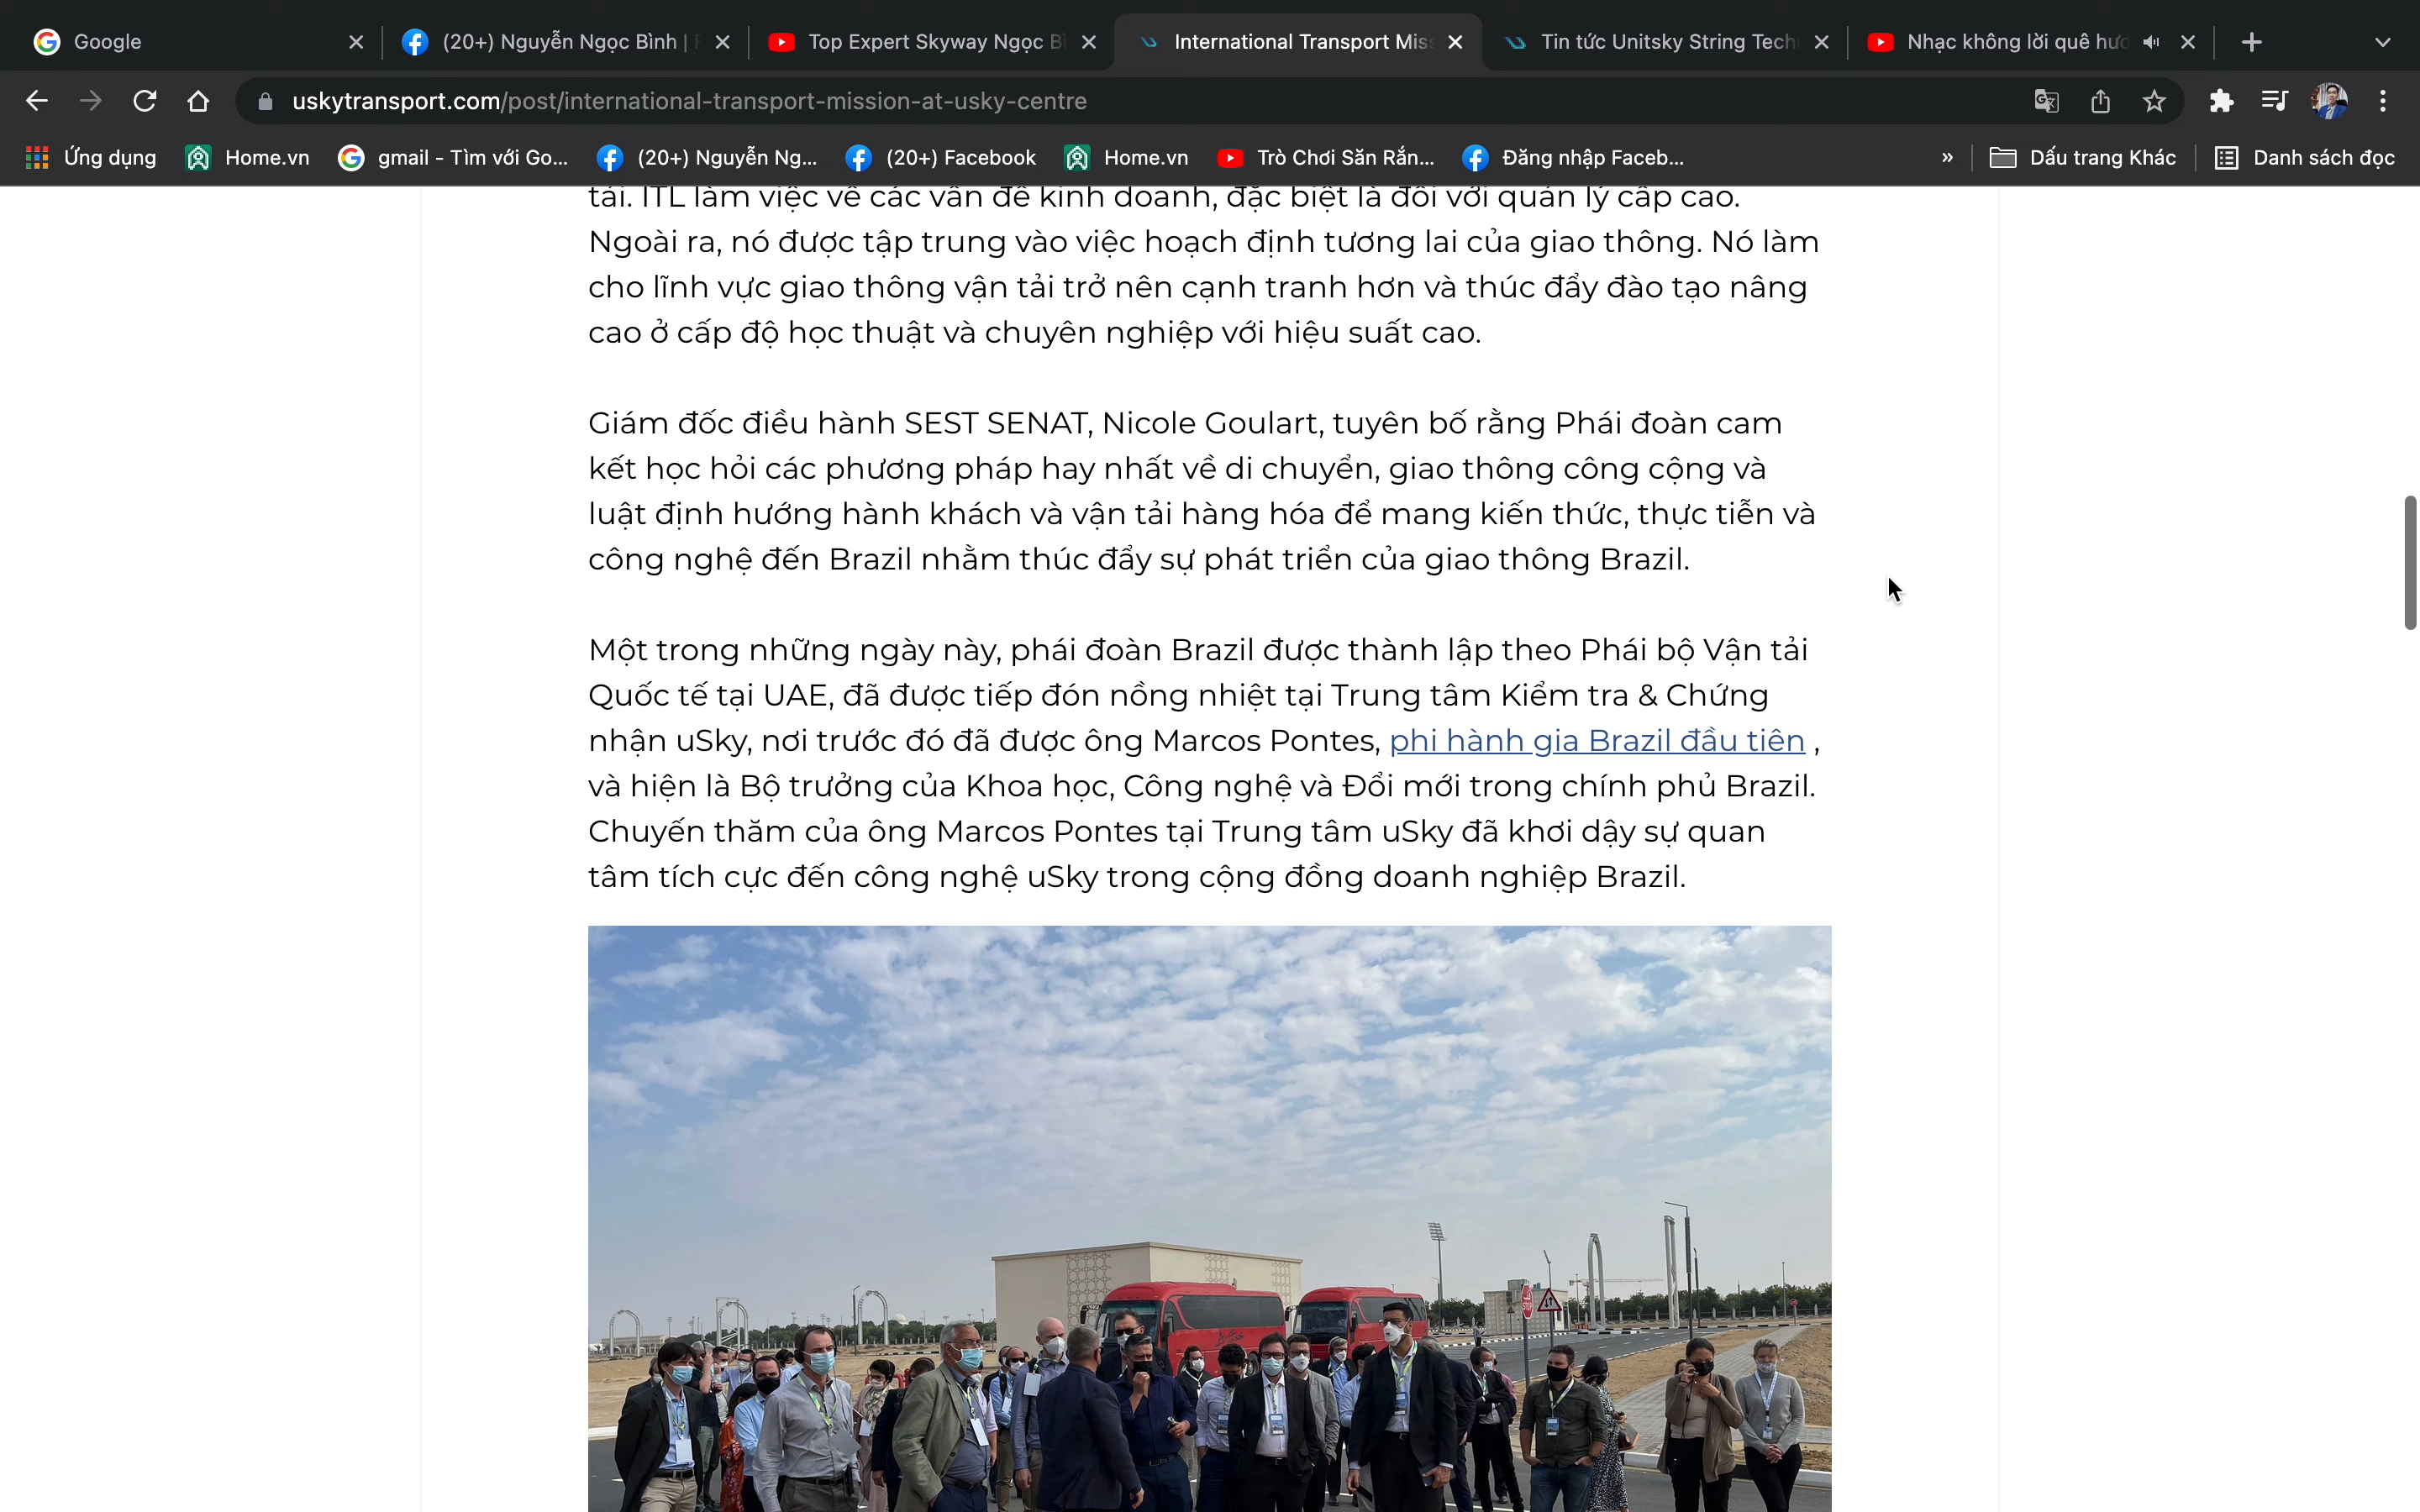 Google
(20+) Nguyễn Ngọc Bình |
Top Expert Skyway Ngọc B
International Transport Mis
Tin tức Unitsky String Tech
Nhạc không lời quê hư
uskytransport.com/post/international-transport-mission-at-usky-centre
Ứng dụng
Home.vn
gmail - Tìm với Go...
(20+) Nguyễn Ng...
(20+) Facebook
Home.vn
Trò Chơi Săn Rắn...
Đăng nhập Faceb...
»
Dấu trang Khác
Danh sách đọc
tải. ITL làm việc về các vấn đề kinh doanh, đặc biệt là đối với quản lý cấp cao.
Ngoài ra, nó được tập trung vào việc hoạch định tương lai của giao thông. Nó làm
cho lĩnh vực giao thông vận tải trở nên cạnh tranh hơn và thúc đẩy đào tạo nâng
cao ở cấp độ học thuật và chuyên nghiệp với hiệu suất cao.
Giám đốc điều hành SEST SENAT, Nicole Goulart, tuyên bố rằng Phái đoàn cam
kết học hỏi các phương pháp hay nhất về di chuyển, giao thông công cộng và
luật định hướng hành khách và vận tải hàng hóa để mang kiến thức, thực tiễn và
công nghệ đến Brazil nhằm thúc đẩy sự phát triển của giao thông Brazil.
Một trong những ngày này, phái đoàn Brazil được thành lập theo Phái bộ Vận tải
Quốc tế tại UAE, đã được tiếp đón nồng nhiệt tại Trung tâm Kiểm tra & Chứng
nhận uSky, nơi trước đó đã được ông Marcos Pontes, phi hành gia Brazil đầu tiên ,
và hiện là Bộ trưởng của Khoa học, Công nghệ và Đổi mới trong chính phủ Brazil.
Chuyến thăm của ông Marcos Pontes tại Trung tâm uSky đã khơi dậy sự quan
tâm tích cực đến công nghệ uSky trong cộng đồng doanh nghiệp Brazil.
STOP